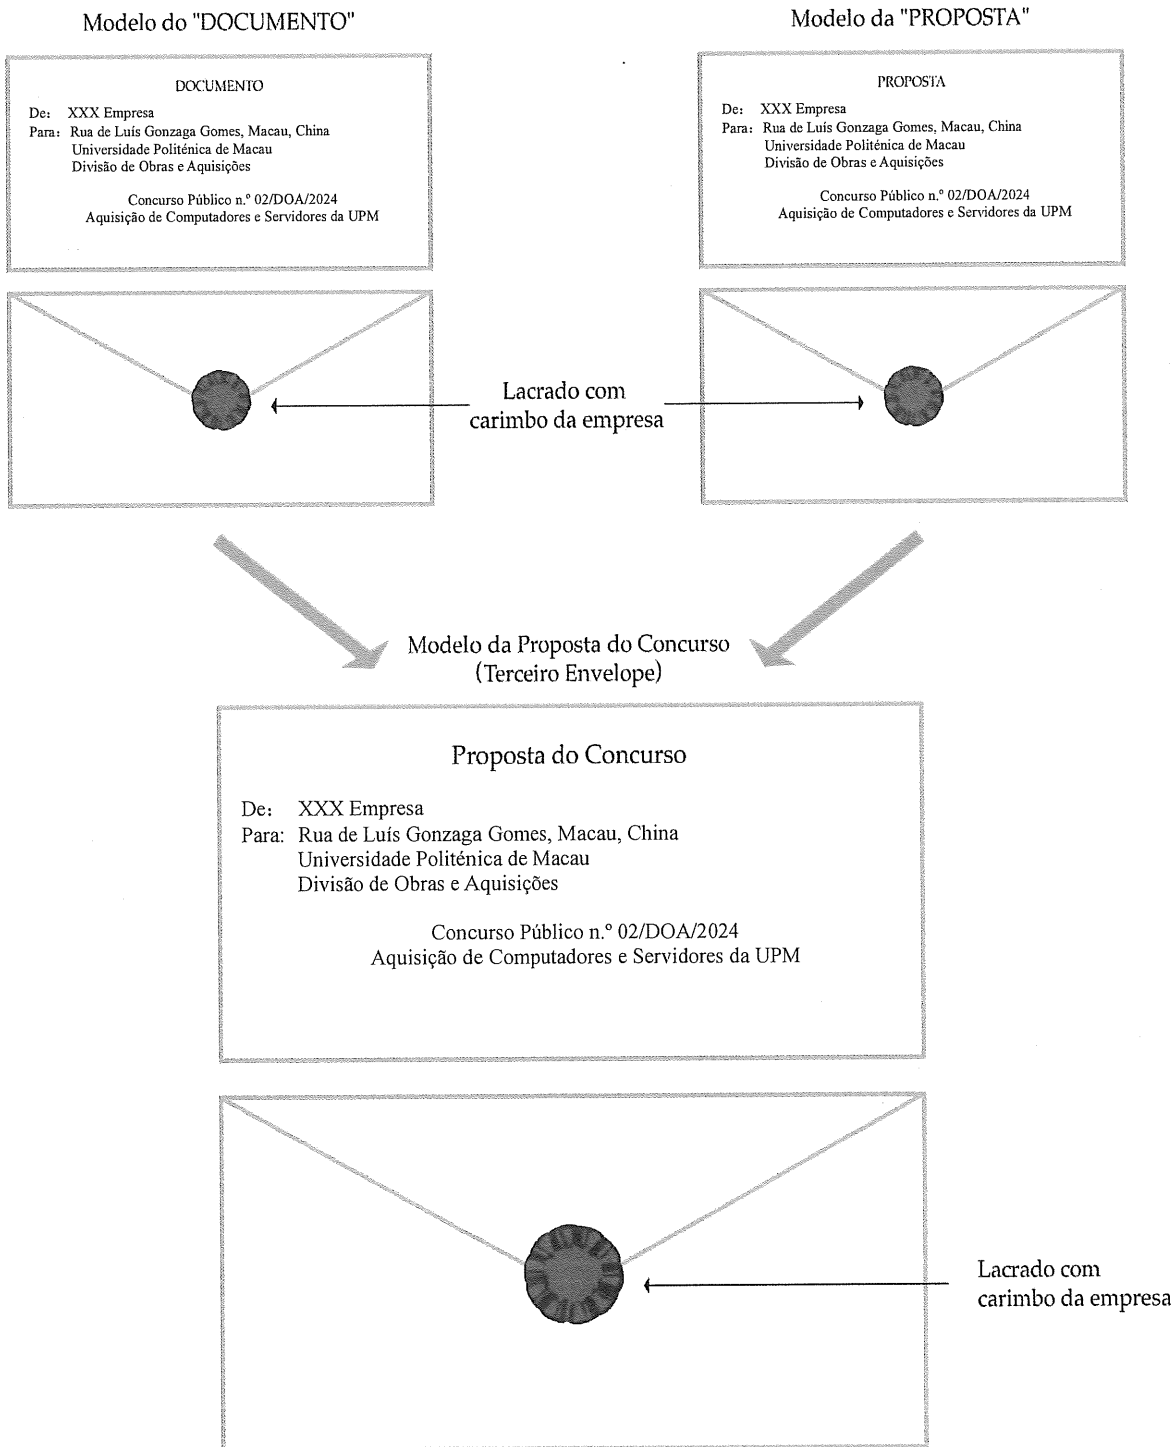 Modelo do "DOCUMENTO"
DOCUMENTO
De: XXX Empresa
Para: Rua de Luís Gonzaga Gomes, Macau, China
Universidade Politénica de Macau
Divisão de Obras e Aquisições
Concurso Público n.º 02/DOA/2024
Aquisição de Computadores e Servidores da UPM
Modelo da "PROPOSTA"
PROPOSTA
De: XXX Empresa
Para: Rua de Luís Gonzaga Gomes, Macau, China
Universidade Politénica de Macau
Divisão de Obras e Aquisições
Concurso Público n.º 02/DOA/2024
Aquisição de Computadores e Servidores da UPM
Lacrado com
carimbo da empresa
Modelo da Proposta do Concurso
(Terceiro Envelope)
Proposta do Concurso
De: XXX Empresa
Para: Rua de Luís Gonzaga Gomes, Macau, China
Universidade Politénica de Macau
Divisão de Obras e Aquisições
Concurso Público n.º 02/DOA/2024
Aquisição de Computadores e Servidores da UPM
Lacrado com
carimbo da empresa